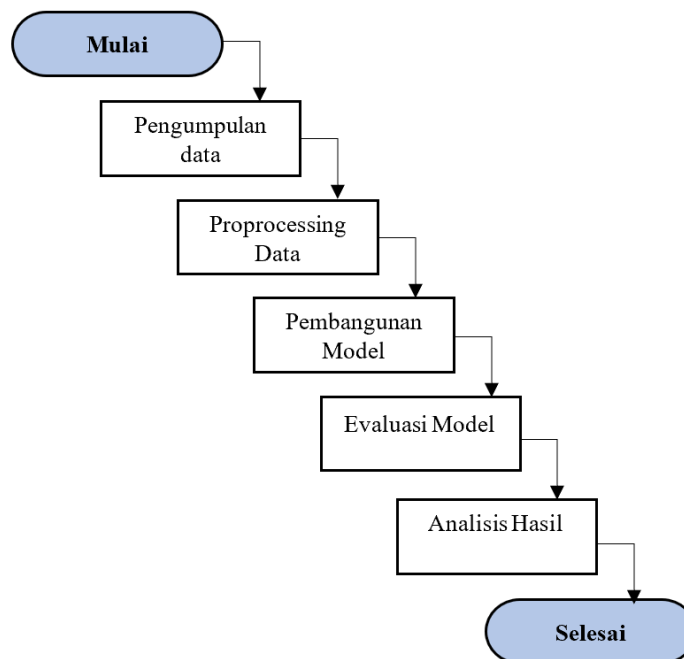 Mulai
Pengumpulan
data
Proprocessing
Data
Pembangunan
Model
Evaluasi Model
Analisis Hasil
Selesai